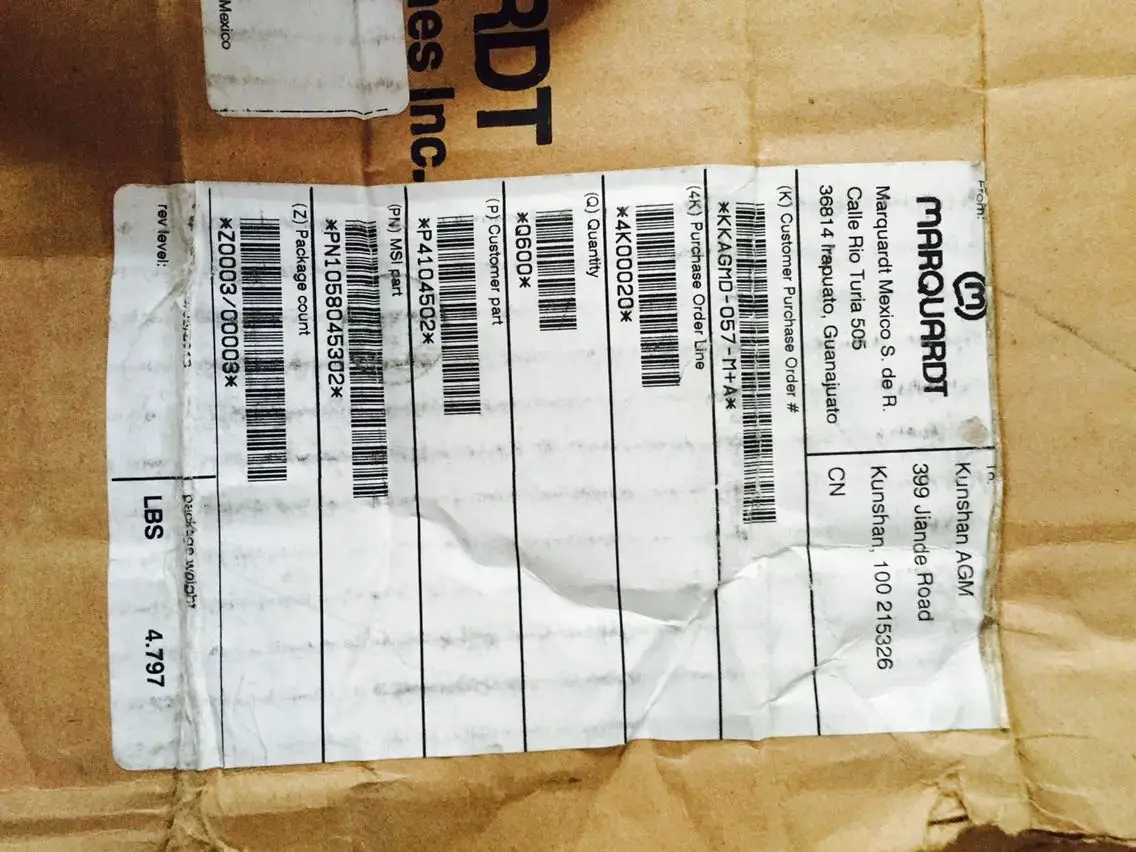 Mexico
RDT
es Inc.
From:
MARQUARDT
Marquardt Mexico S. de R.
Calle Rio Turia 505
36814 Irapuato, Guanajuato
To:
Kunshan AGM
399 Jiande Road
Kunshan, 100 215326
CN
(K) Customer Purchase Order #
*KKAGMD-057-M+A*
(4K) Purchase Order Line
*4K00020*
(Q) Quantity
*Q600*
(P) Customer part
*P4104502*
(PN) MSI part
*PN1058045302*
(Z) Package count
*Z0003/00003*
rev level:
package weight
LBS 4.797